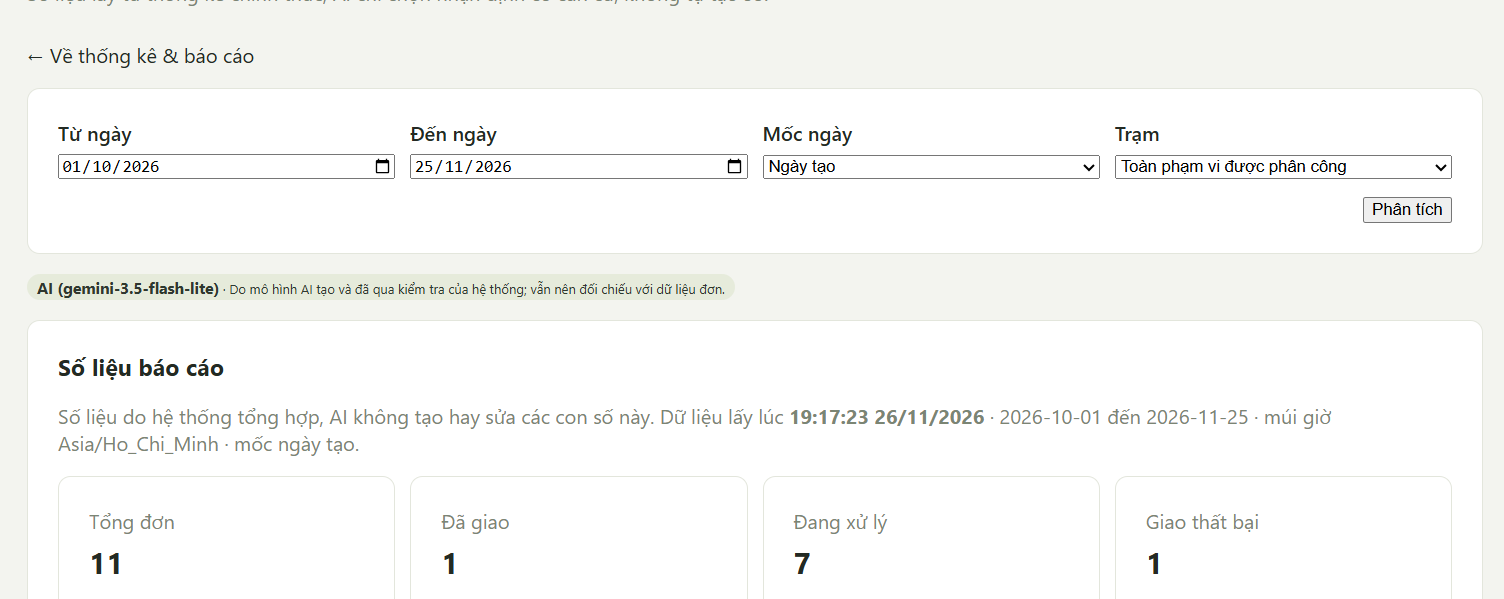 ← Về thống kê & báo cáo
Từ ngày
Đến ngày
Mốc ngày
Trạm
01/10/2026
25/11/2026
Ngày tạo
Toàn phạm vi được phân công
Phân tích
AI (gemini-3.5-flash-lite) · Do mô hình AI tạo và đã qua kiểm tra của hệ thống; vẫn nên đối chiếu với dữ liệu đơn.
Số liệu báo cáo
Số liệu do hệ thống tổng hợp, AI không tạo hay sửa các con số này. Dữ liệu lấy lúc 19:17:23 26/11/2026 · 2026-10-01 đến 2026-11-25 · múi giờ
Asia/Ho_Chi_Minh · mốc ngày tạo.
Tổng đơn
11
Đã giao
1
Đang xử lý
7
Giao thất bại
1